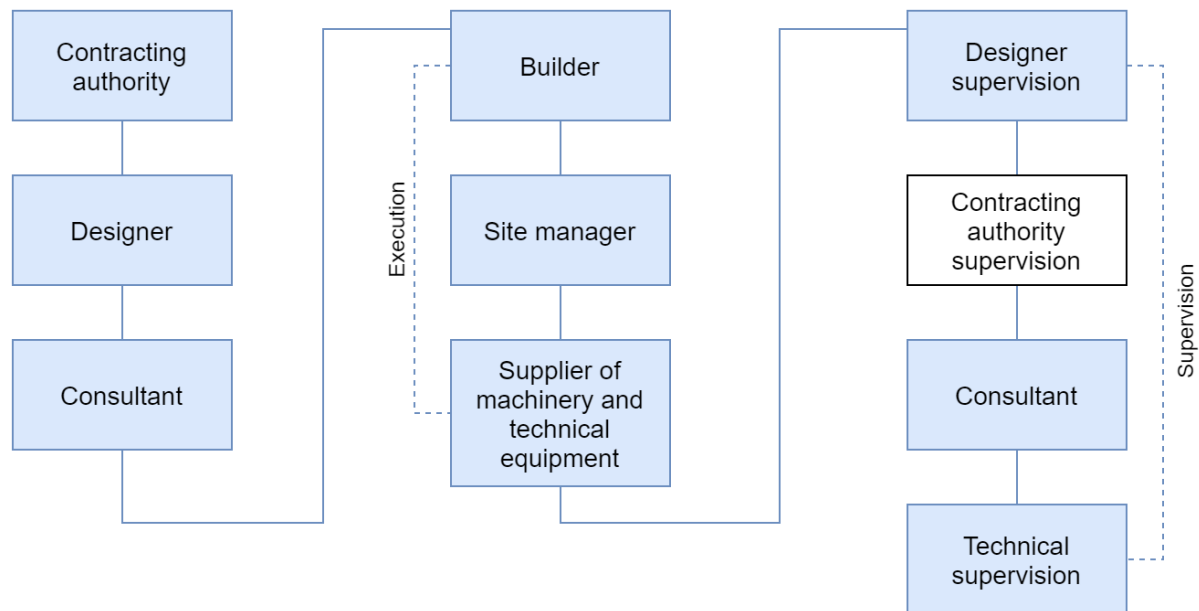 Contracting
authority
Designer
Consultant
Execution
Builder
Site manager
Supplier of
machinery and
technical
equipment
Designer
supervision
Contracting
authority
supervision
Consultant
Technical
supervision
Supervision